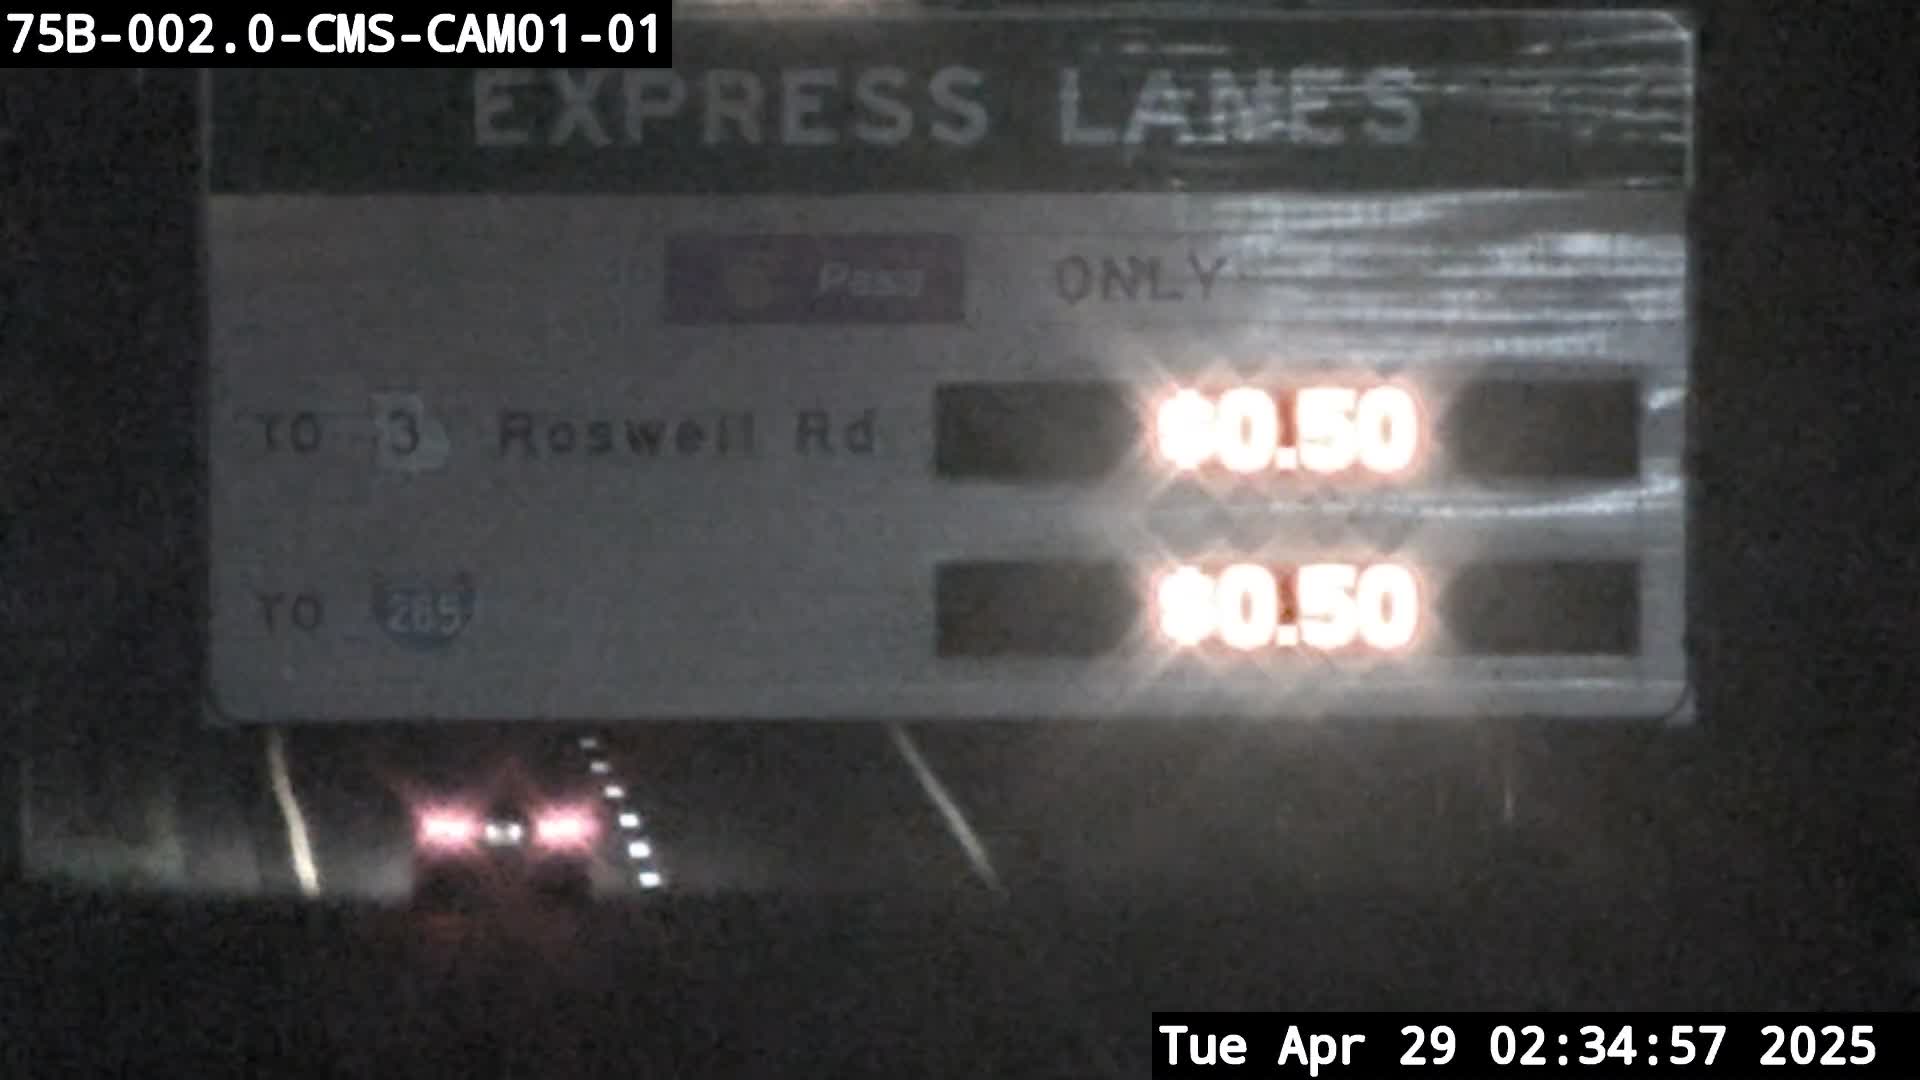 75B-002.0-CMS-CAM01-01
EXPRESS LANES
Pass ONLY
TO 3 Roswell Rd $0.50
TO 285 $0.50
Tue Apr 29 02:34:57 2025